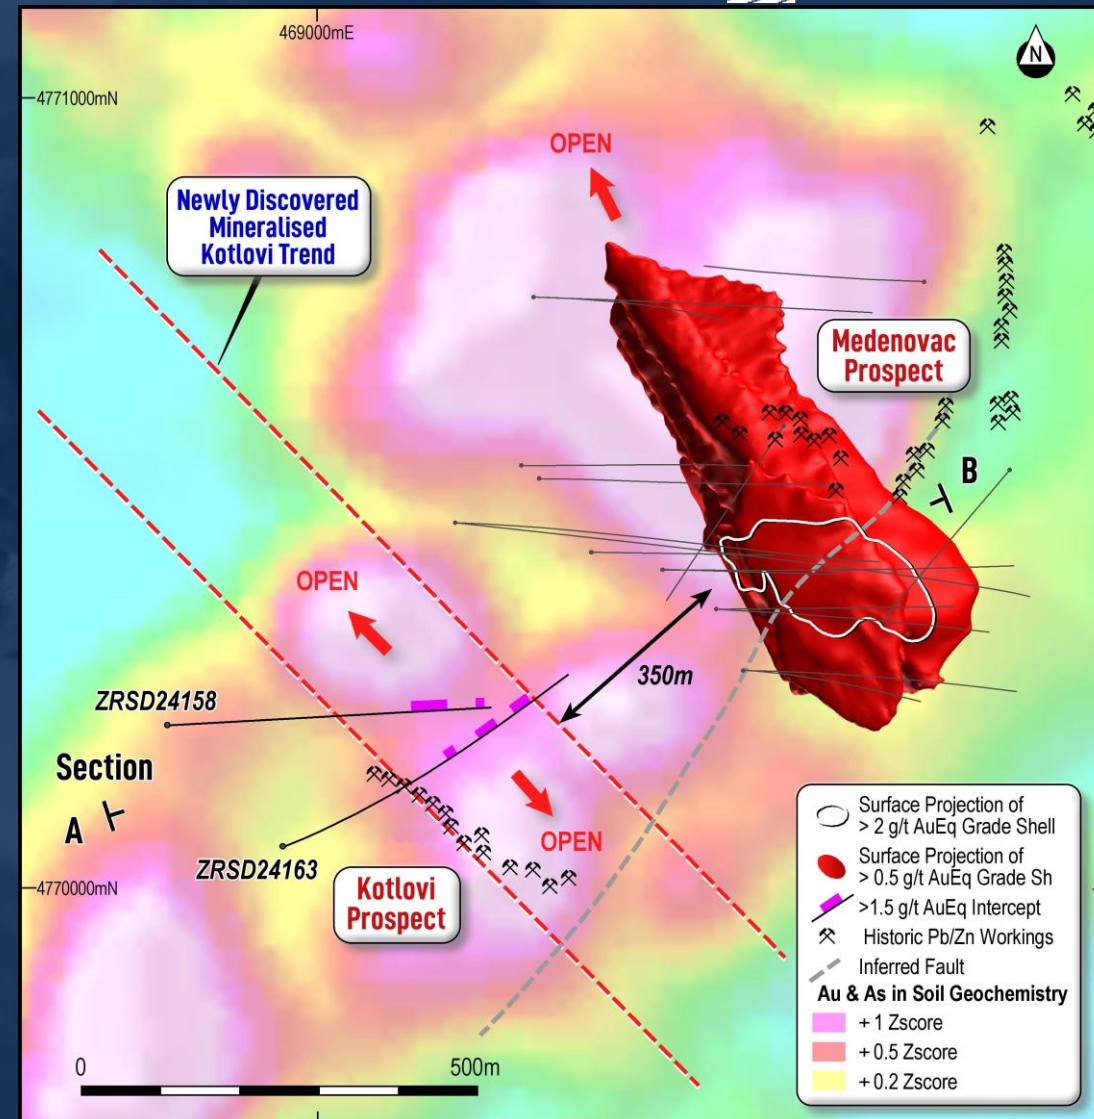 469000mE
N
4771000mN
OPEN
Newly Discovered
Mineralised
Kotlovi Trend
Medenovac
Prospect
B
OPEN
350m
ZRSD24158
Section
A
OPEN
ZRSD24163
4770000mN
Kotlovi
Prospect
Surface Projection of
> 2 g/t AuEq Grade Shell
Surface Projection of
> 0.5 g/t AuEq Grade Sh
>1.5 g/t AuEq Intercept
Historic Pb/Zn Workings
Inferred Fault
Au & As in Soil Geochemistry
+ 1 Zscore
+ 0.5 Zscore
+ 0.2 Zscore
0
500m